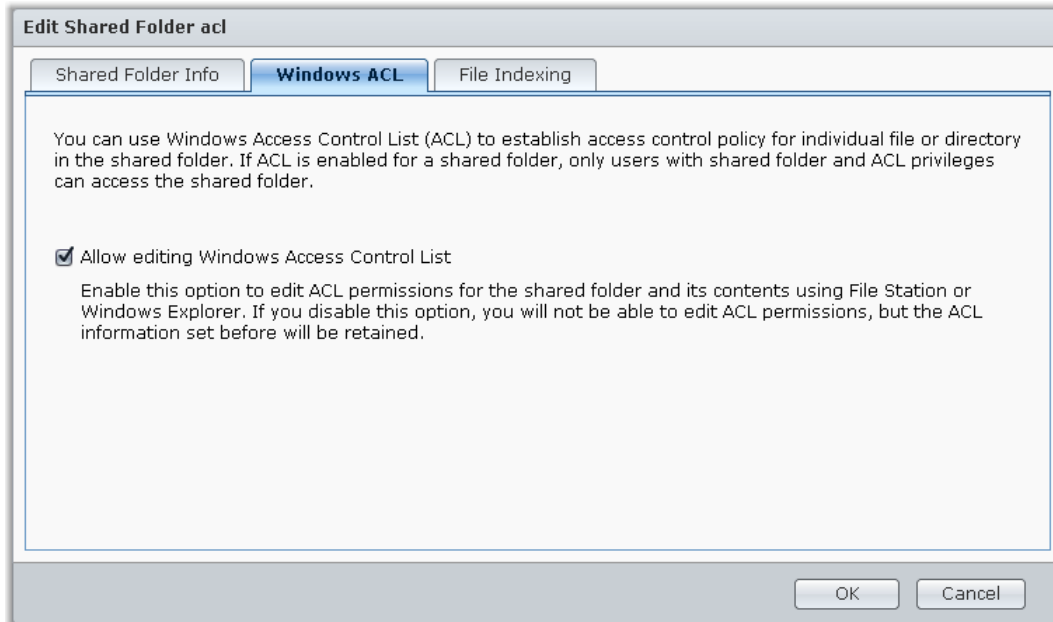 Edit Shared Folder acl
Shared Folder Info
Windows ACL
File Indexing
You can use Windows Access Control List (ACL) to establish access control policy for individual file or directory
in the shared folder. If ACL is enabled for a shared folder, only users with shared folder and ACL privileges
can access the shared folder.
Allow editing Windows Access Control List
Enable this option to edit ACL permissions for the shared folder and its contents using File Station or
Windows Explorer. If you disable this option, you will not be able to edit ACL permissions, but the ACL
information set before will be retained.
OK
Cancel